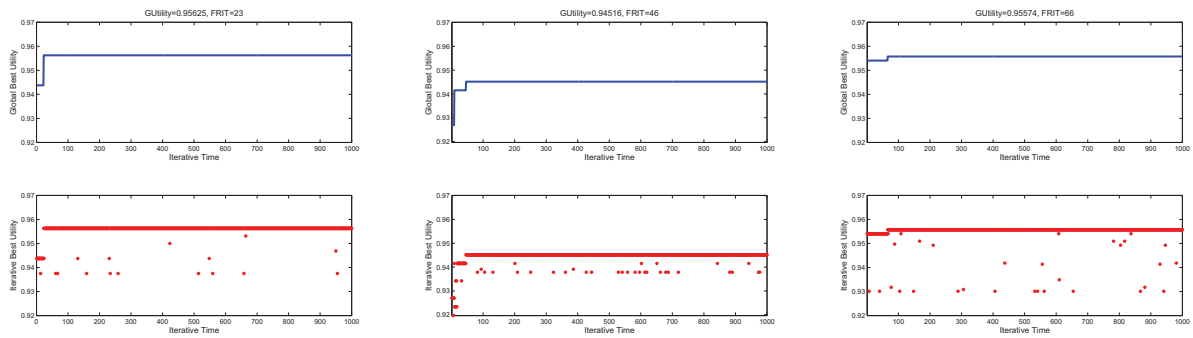 GUtility=0.95625, FRIT=23
0.97
0.96
0.95
0.94
0.93
0.92
Global Best Utility
0 100 200 300 400 500 600 700 800 900 1000
Iterative Time
GUtility=0.94516, FRIT=46
0.97
0.96
0.95
0.94
0.93
0.92
Global Best Utility
100 200 300 400 500 600 700 800 900 1000
Iterative Time
GUtility=0.95574, FRIT=66
0.97
0.96
0.95
0.94
0.93
0.92
Global Best Utility
100 200 300 400 500 600 700 800 900 1000
Iterative Time
0.97
0.96
0.95
0.94
0.93
0.92
Iterative Best Utility
0 100 200 300 400 500 600 700 800 900 1000
Iterative Time
0.97
0.96
0.95
0.94
0.93
0.92
Iterative Best Utility
100 200 300 400 500 600 700 800 900 1000
Iterative Time
0.97
0.96
0.95
0.94
0.93
0.92
Iterative Best Utility
100 200 300 400 500 600 700 800 900 1000
Iterative Time